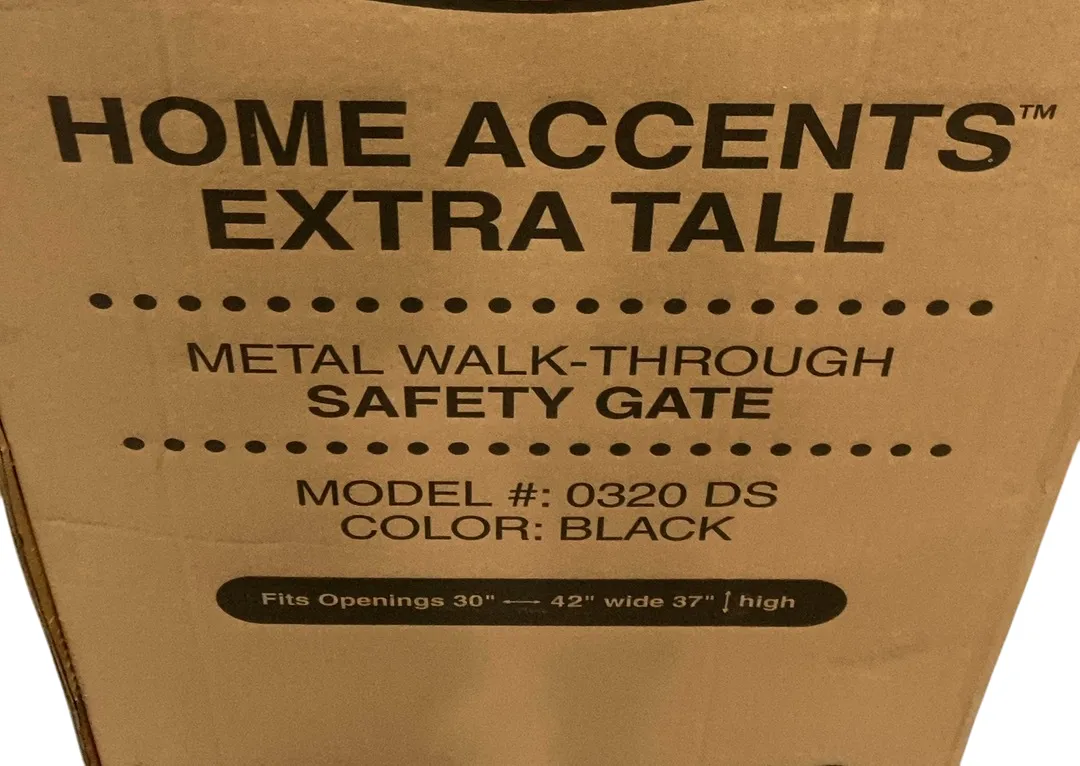 HOME ACCENTS™
EXTRA TALL
METAL WALK-THROUGH
SAFETY GATE
MODEL #: 0320 DS
COLOR: BLACK
Fits Openings 30" ⟷ 42" wide 37" ↕ high